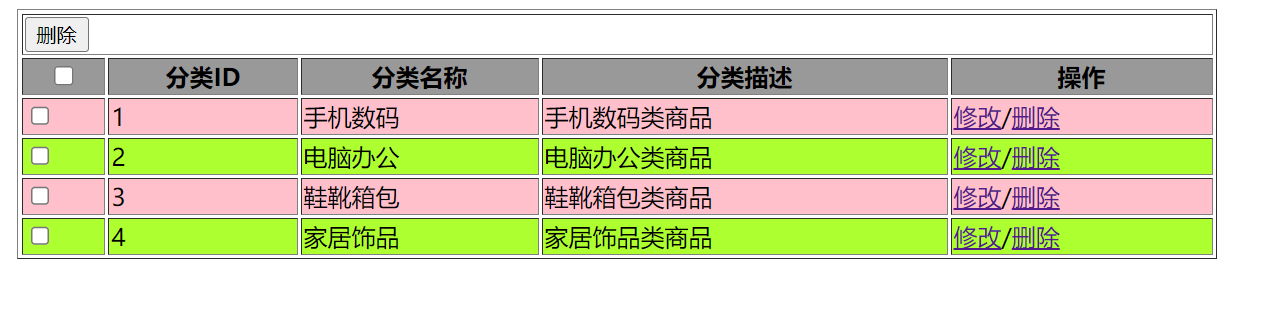 删除
分类ID 分类名称 分类描述 操作
1 手机数码 手机数码类商品 修改/删除
2 电脑办公 电脑办公类商品 修改/删除
3 鞋靴箱包 鞋靴箱包类商品 修改/删除
4 家居饰品 家居饰品类商品 修改/删除